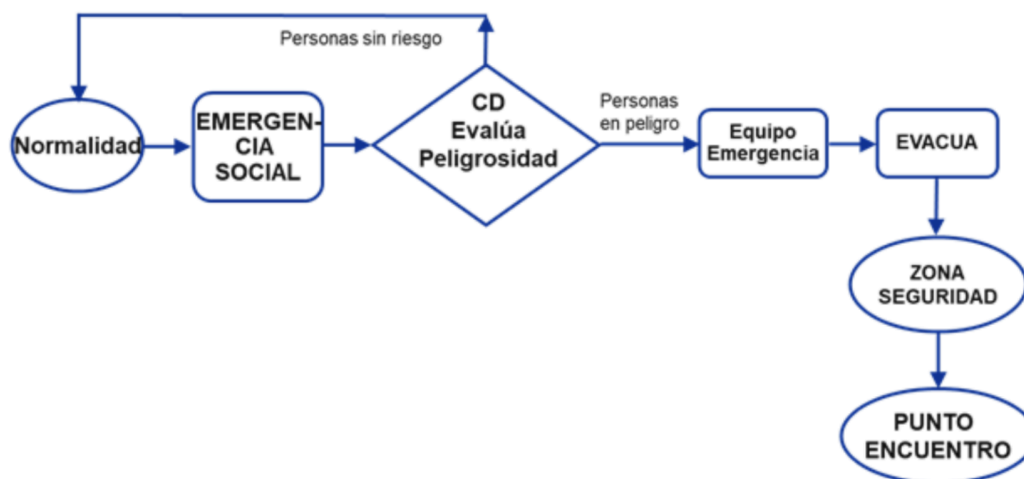 Personas sin riesgo
Normalidad
EMERGEN-
CIA
SOCIAL
CD
Evalúa
Peligrosidad
Personas
en peligro
Equipo
Emergencia
EVACUA
ZONA
SEGURIDAD
PUNTO
ENCUENTRO